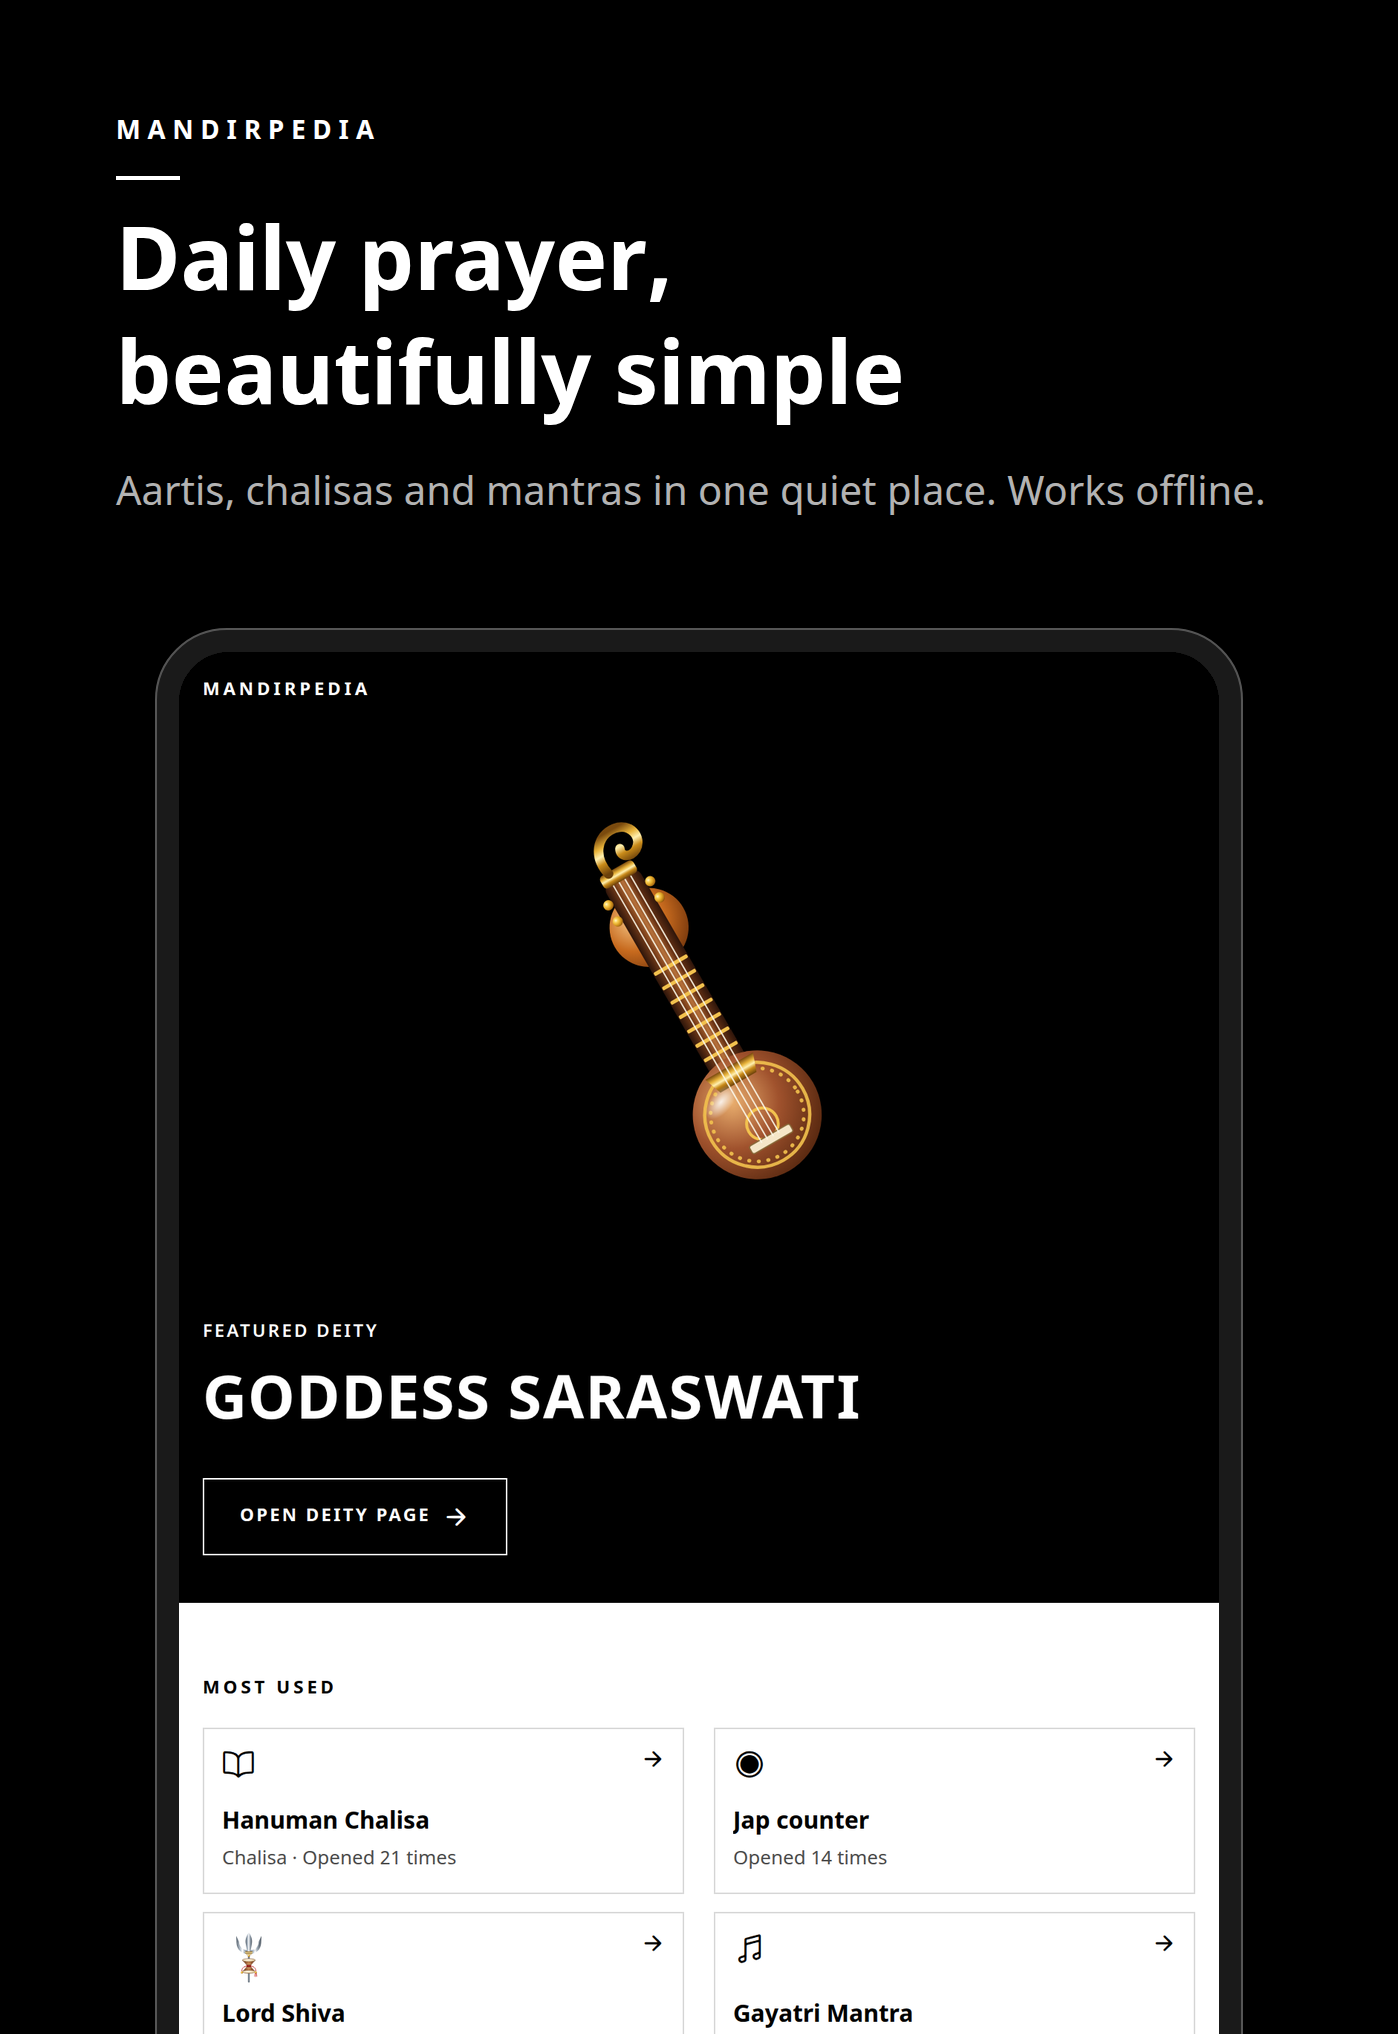 MANDIRPEDIA
Daily prayer,
beautifully simple
Aartis, chalisas and mantras in one quiet place. Works offline.
MANDIRPEDIA
FEATURED DEITY
GODDESS SARASWATI
OPEN DEITY PAGE →
MOST USED
Hanuman Chalisa
Chalisa · Opened 21 times
Jap counter
Opened 14 times
Lord Shiva
Gayatri Mantra